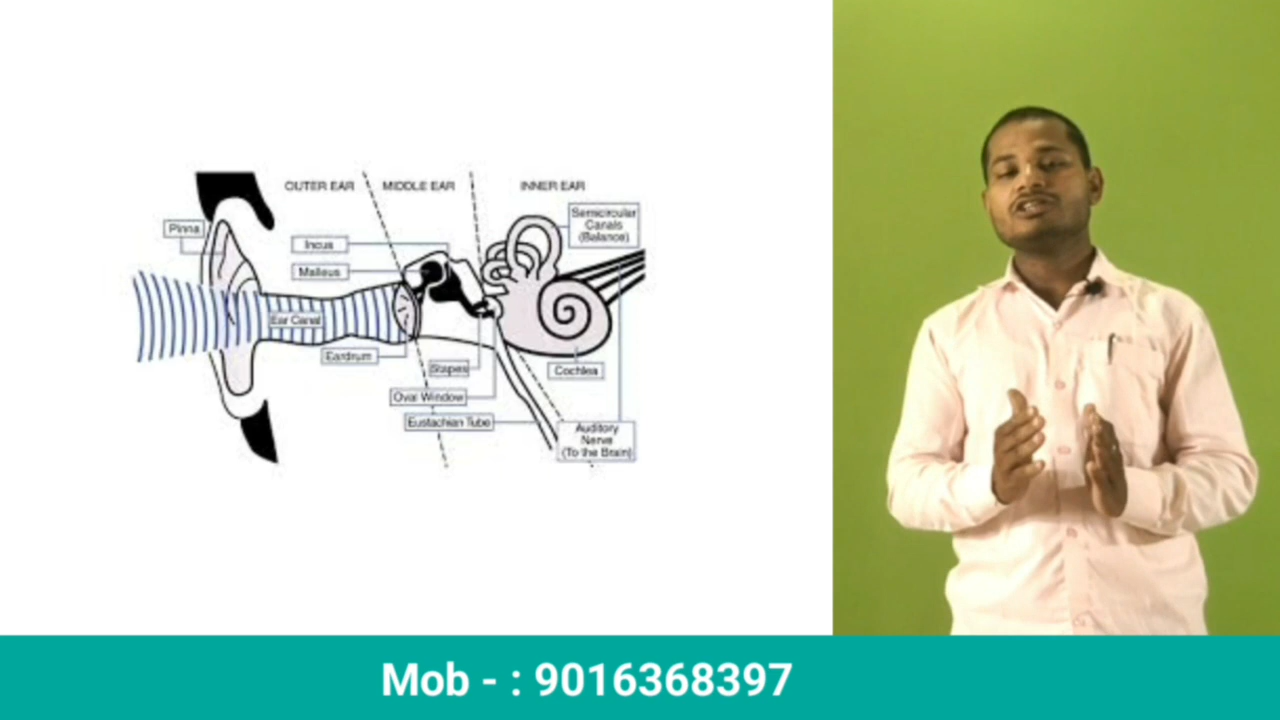 OUTER EAR
MIDDLE EAR
INNER EAR
Pinna
Semicircular
Canals
(Balance)
Incus
Malleus
Ear Canal
Eardrum
Stapes
Cochlea
Oval Window
Eustachian Tube
Auditory
Nerve
(To the Brain)
Mob - : 9016368397